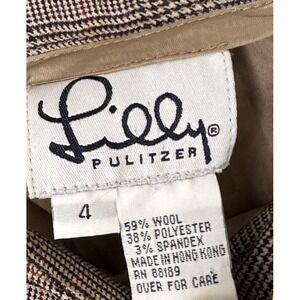 Lilly®
PULITZER
4
59% WOOL
38% POLYESTER
3% SPANDEX
MADE IN HONG KONG
RN 88189
OVER FOR CARE